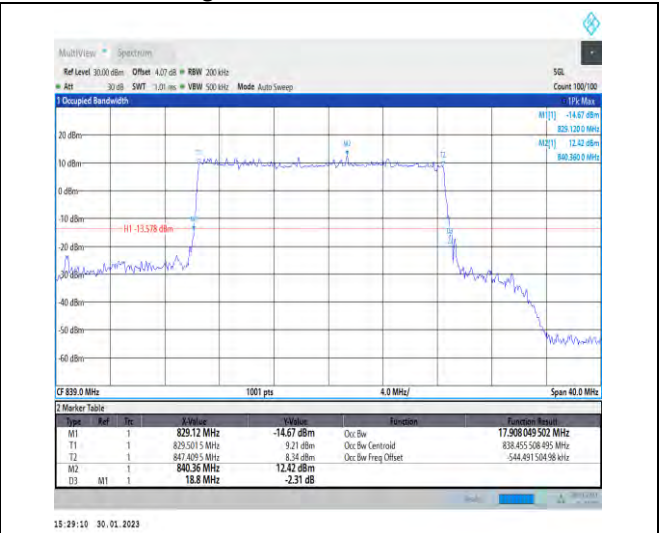 MultiView Spectrum
Ref Level 30.00 dBm Offset 4.07 dB RBW 200 kHz SGL
Att 30 dB SWT 1.01 ms VBW 500 kHz Mode Auto Sweep Count 100/100
1 Occupied Bandwidth 1Pk Max
M1[1] -14.67 dBm
829.120 0 MHz
M2[1] 12.42 dBm
840.360 0 MHz
20 dBm
T1 M2 T2
10 dBm
0 dBm
-10 dBm
H1 -13.578 dBm
-20 dBm
-30 dBm
-40 dBm
-50 dBm
-60 dBm
CF 839.0 MHz 1001 pts 4.0 MHz/ Span 40.0 MHz
2 Marker Table
Type Ref Trc X-Value Y-Value Function Function Result
M1 1 829.12 MHz -14.67 dBm Occ Bw 17.908 049 502 MHz
T1 1 829.501 5 MHz 9.21 dBm Occ Bw Centroid 838.455 508 495 MHz
T2 1 847.409 5 MHz 8.34 dBm Occ Bw Freq Offset -544.491 504 98 kHz
M2 1 840.36 MHz 12.42 dBm
D3 M1 1 18.8 MHz -2.31 dB
15:29:10 30.01.2023